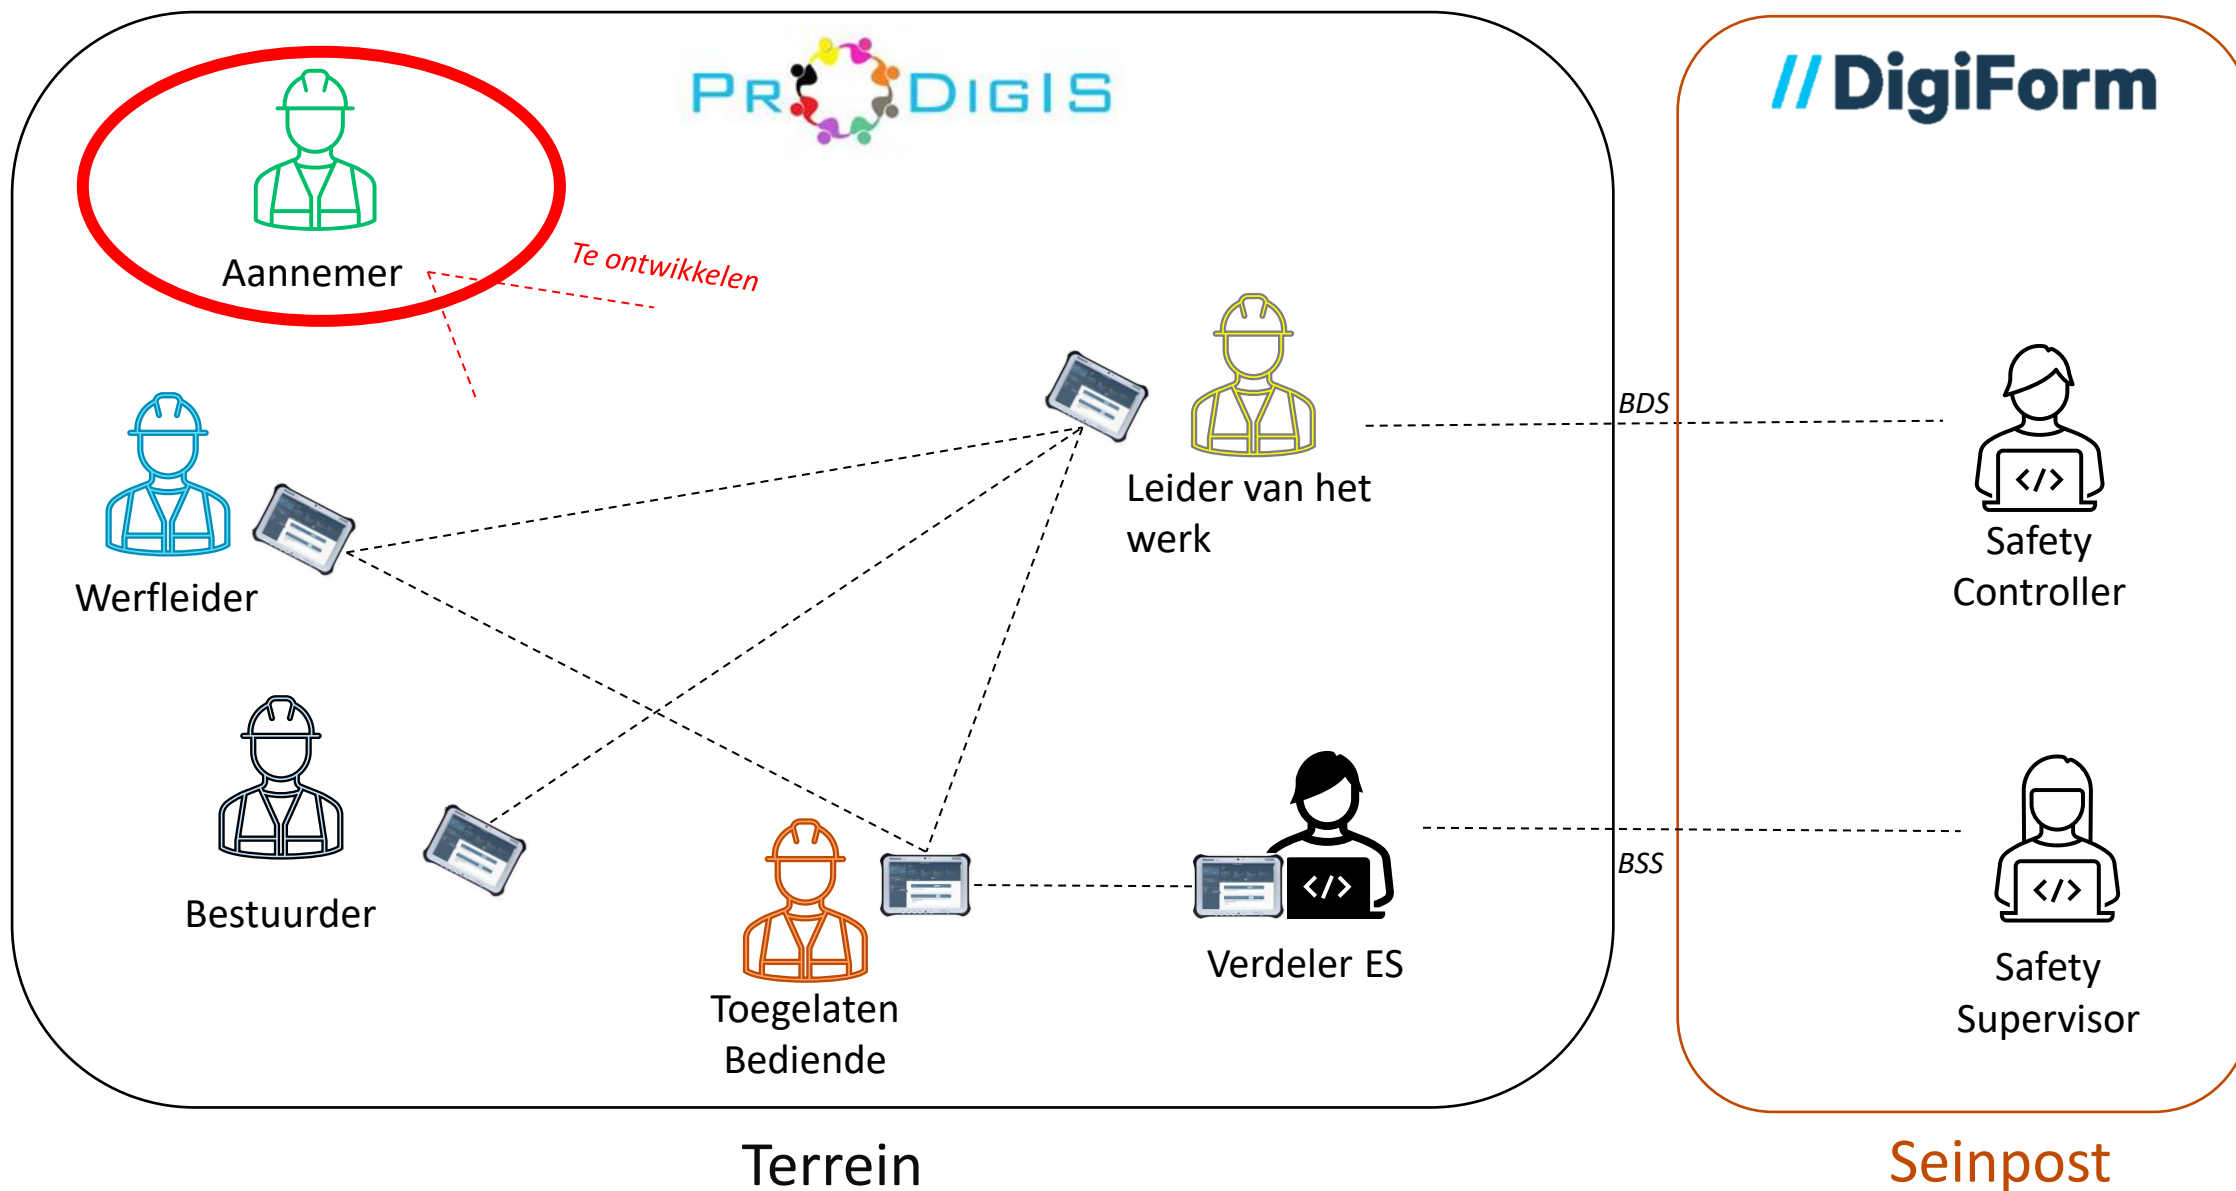 PRODIGIS
// DigiForm
Aannemer
Te ontwikkelen
BDS
Leider van het
werk
Safety
Controller
Werfleider
</>
Bestuurder
</>
</>
BSS
Verdeler ES
Safety
Supervisor
Toegelaten
Bediende
Terrein
Seinpost